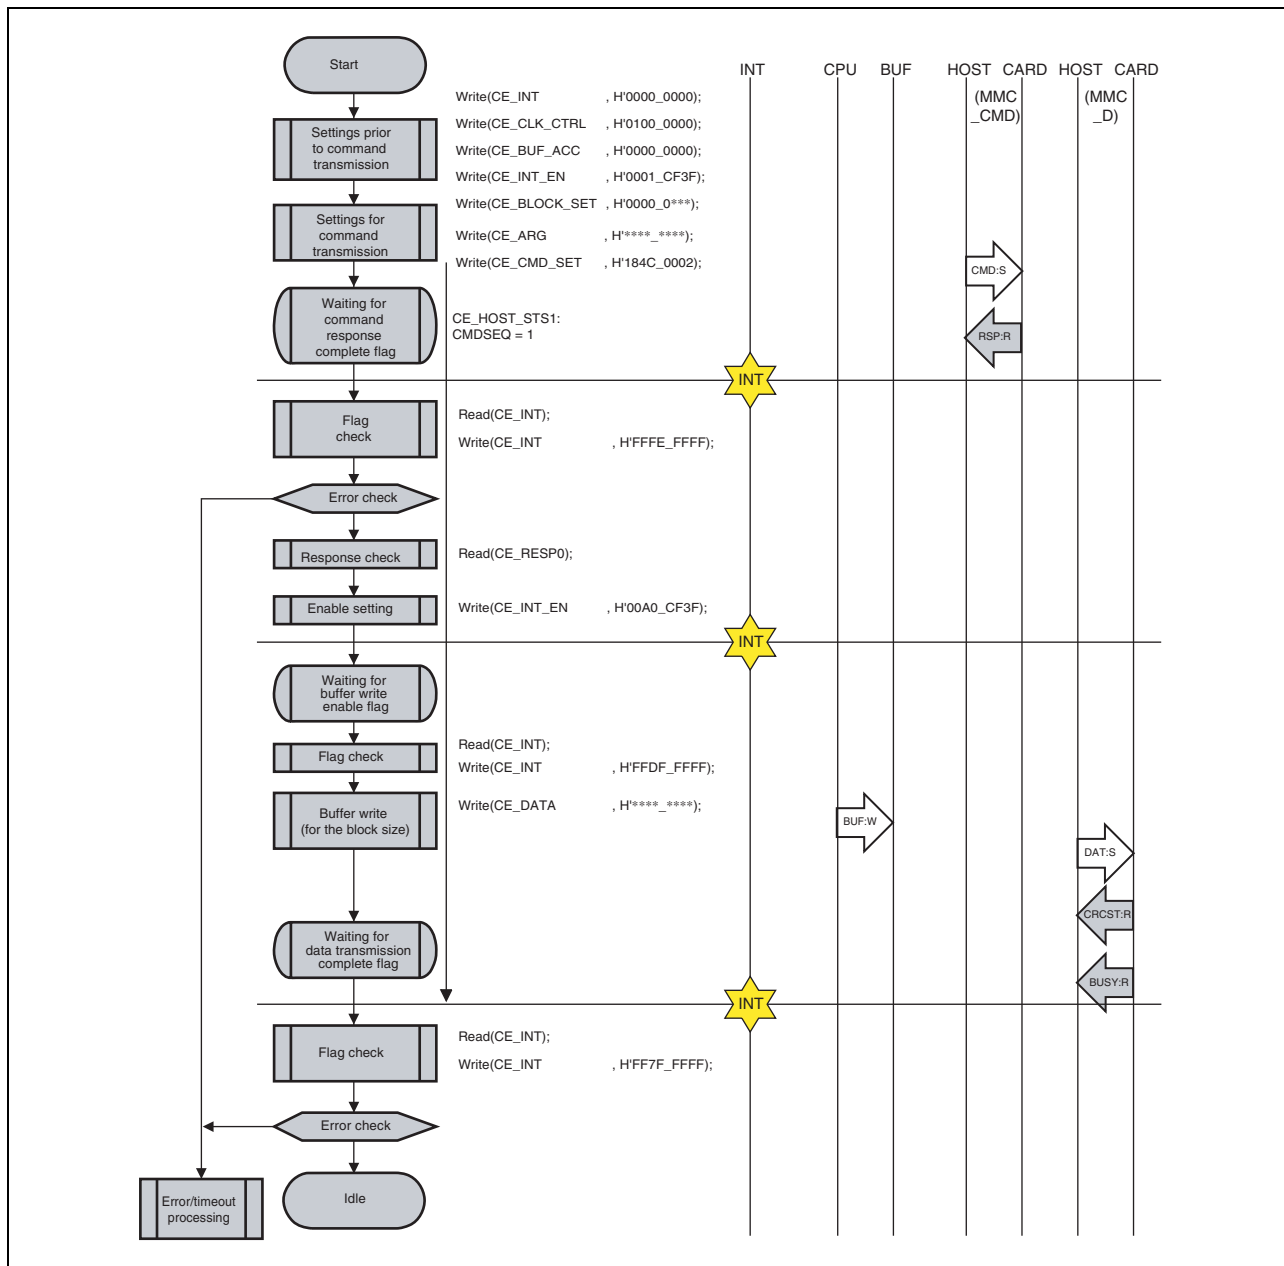 Start
INT CPU BUF HOST CARD HOST CARD
(MMC (MMC
_CMD) _D)
Write(CE_INT , H'0000_0000);
Settings prior
to command
transmission
Write(CE_CLK_CTRL , H'0100_0000);
Write(CE_BUF_ACC , H'0000_0000);
Write(CE_INT_EN , H'0001_CF3F);
Write(CE_BLOCK_SET , H'0000_0***);
Settings for
command
transmission
Write(CE_ARG , H'****_****);
Write(CE_CMD_SET , H'184C_0002);
CMD:S
Waiting for
command
response
complete flag
CE_HOST_STS1:
CMDSEQ = 1
RSP:R
INT
Flag
check
Read(CE_INT);
Write(CE_INT , H'FFFE_FFFF);
Error check
Response check
Read(CE_RESP0);
Enable setting
Write(CE_INT_EN , H'00A0_CF3F);
INT
Waiting for
buffer write
enable flag
Flag check
Read(CE_INT);
Write(CE_INT , H'FFDF_FFFF);
Buffer write
(for the block size)
Write(CE_DATA , H'****_****);
BUF:W
DAT:S
CRCST:R
Waiting for
data transmission
complete flag
BUSY:R
INT
Flag check
Read(CE_INT);
Write(CE_INT , H'FF7F_FFFF);
Error check
Error/timeout
processing
Idle